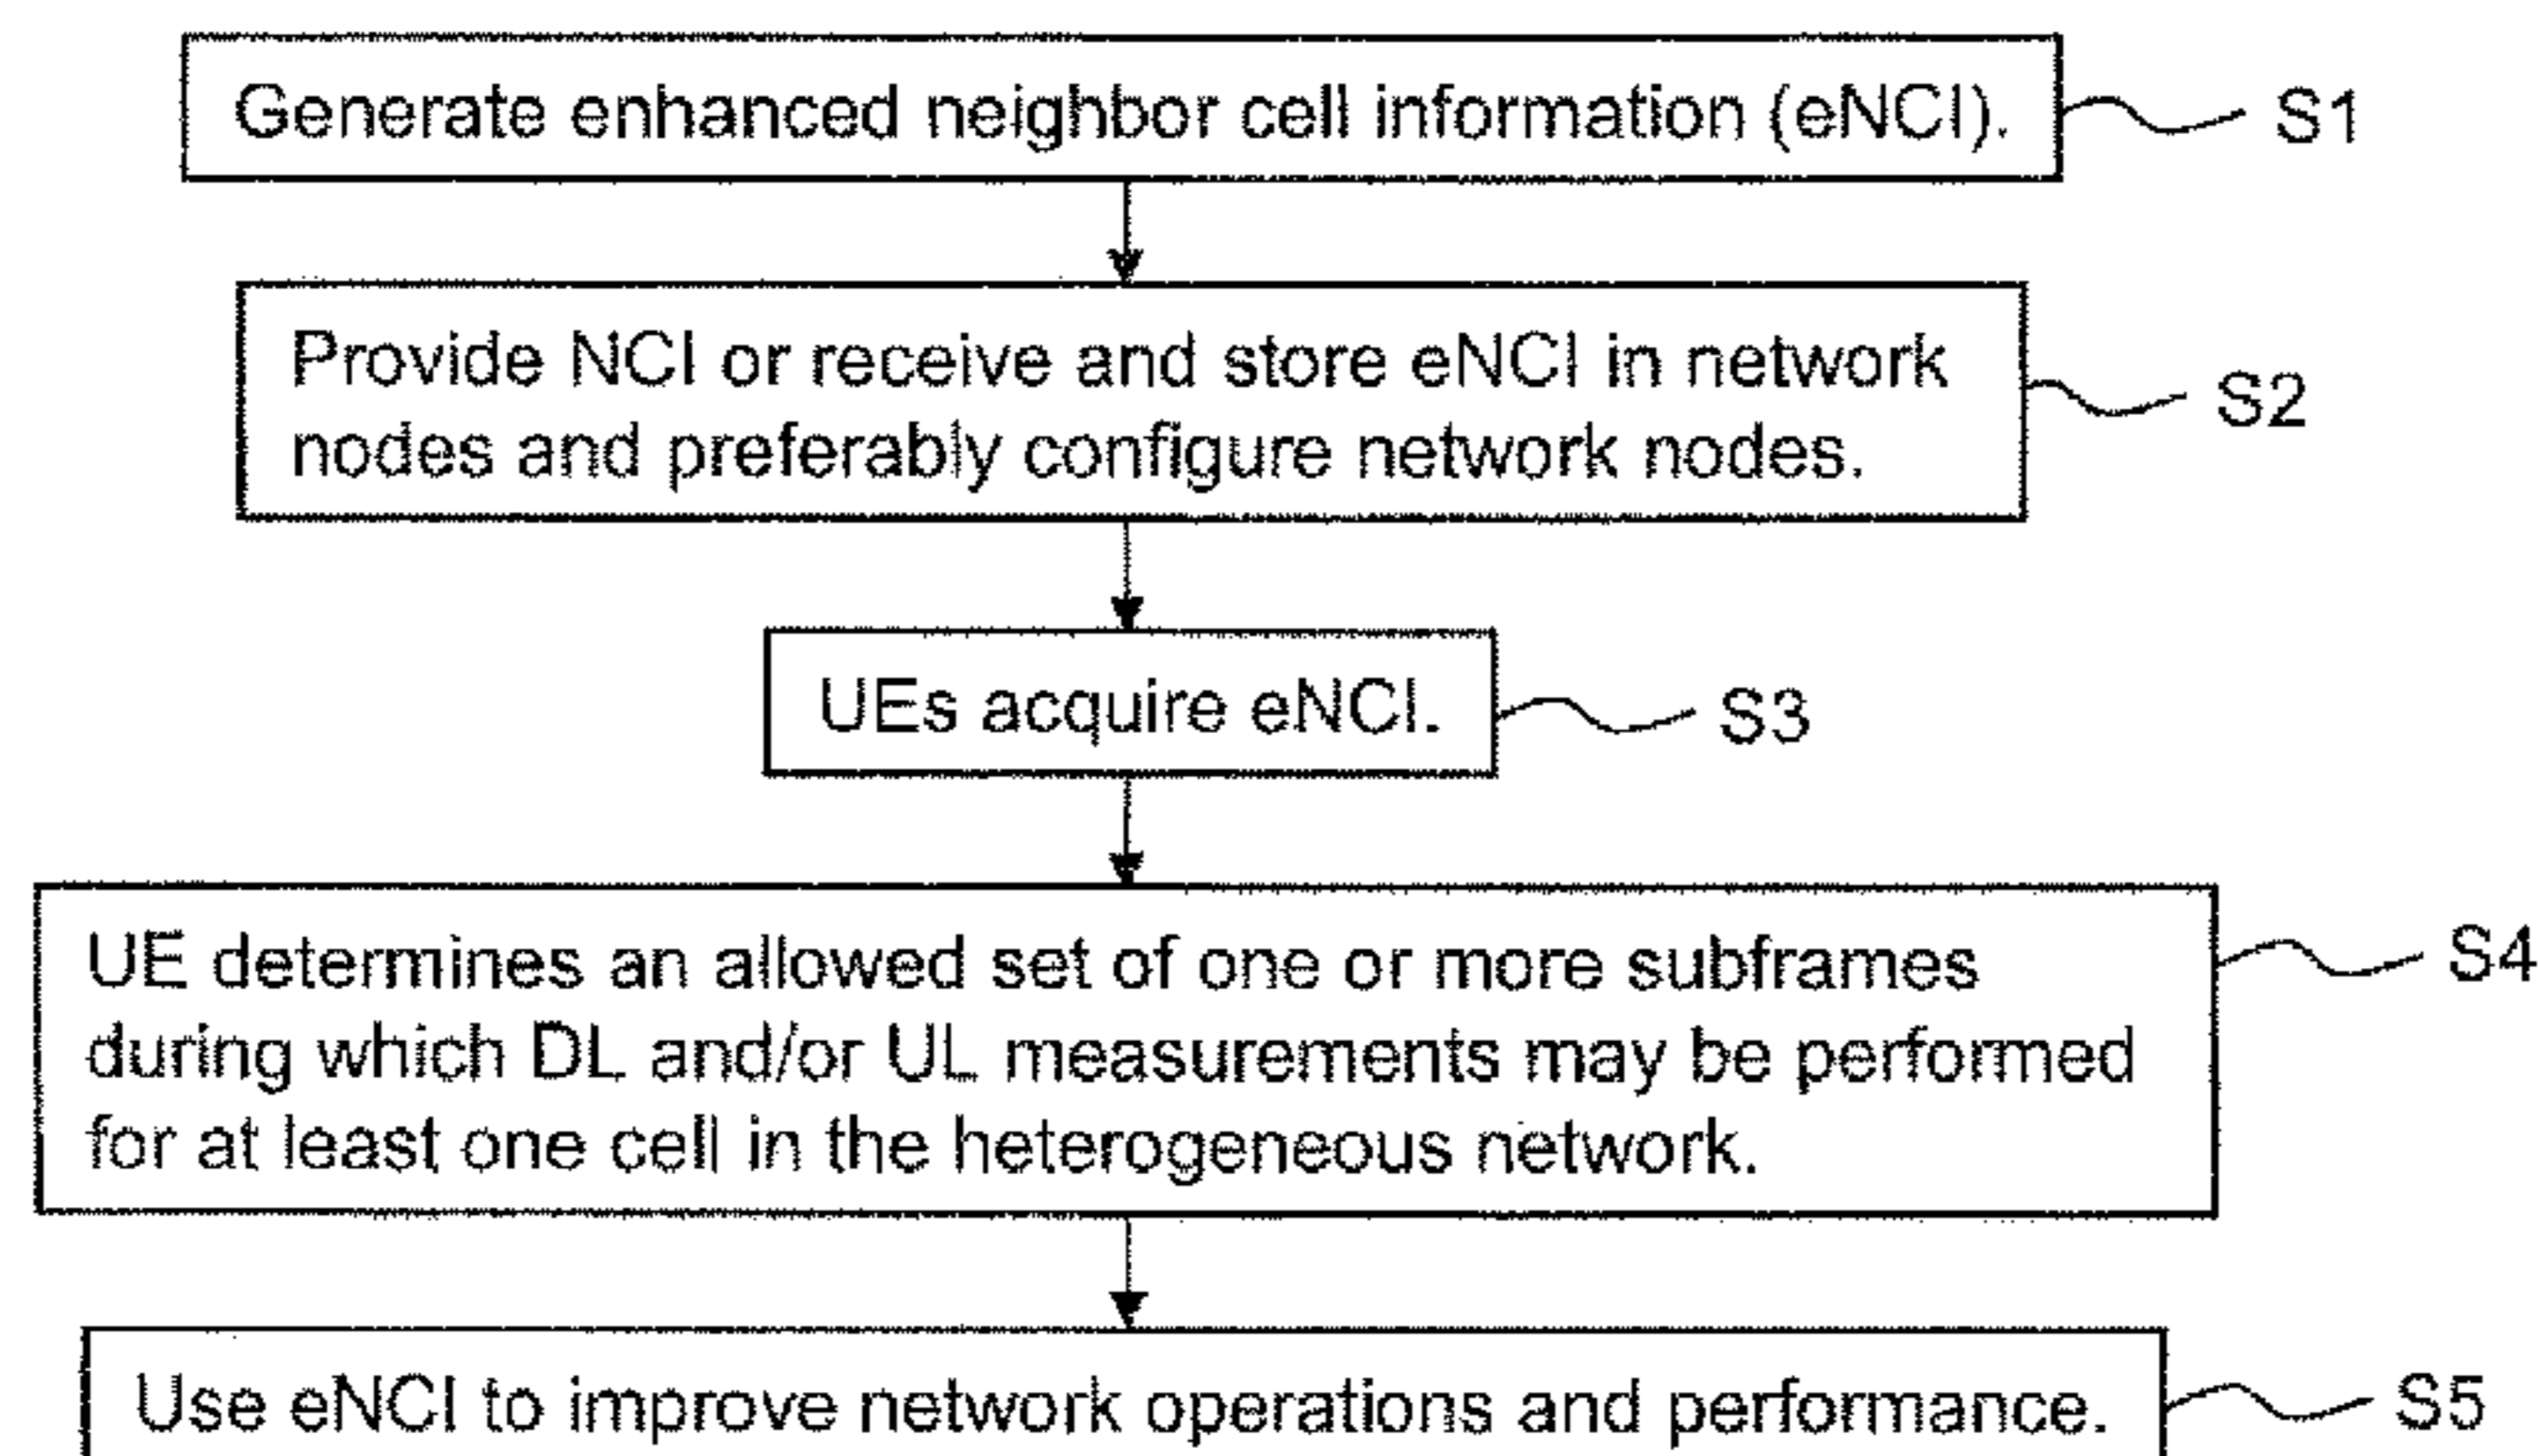 Generate enhanced neighbor cell information (eNCI).
S1
Provide NCI or receive and store eNCI in network
nodes and preferably configure network nodes.
S2
UEs acquire eNCI.
S3
UE determines an allowed set of one or more subframes
during which DL and/or UL measurements may be performed
for at least one cell in the heterogeneous network.
S4
Use eNCI to improve network operations and performance.
S5